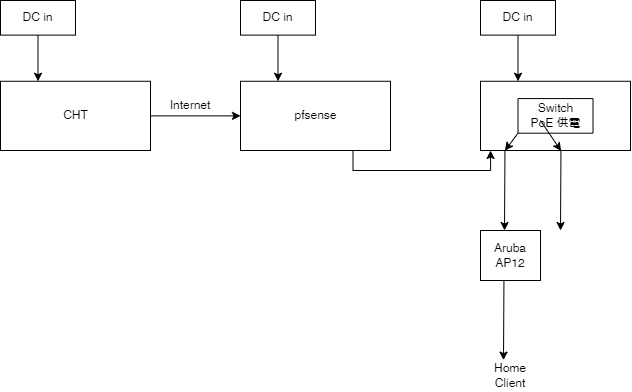 DC in
DC in
DC in
CHT
Internet
pfsense
Switch
PoE 供電
Aruba
AP12
Home
Client